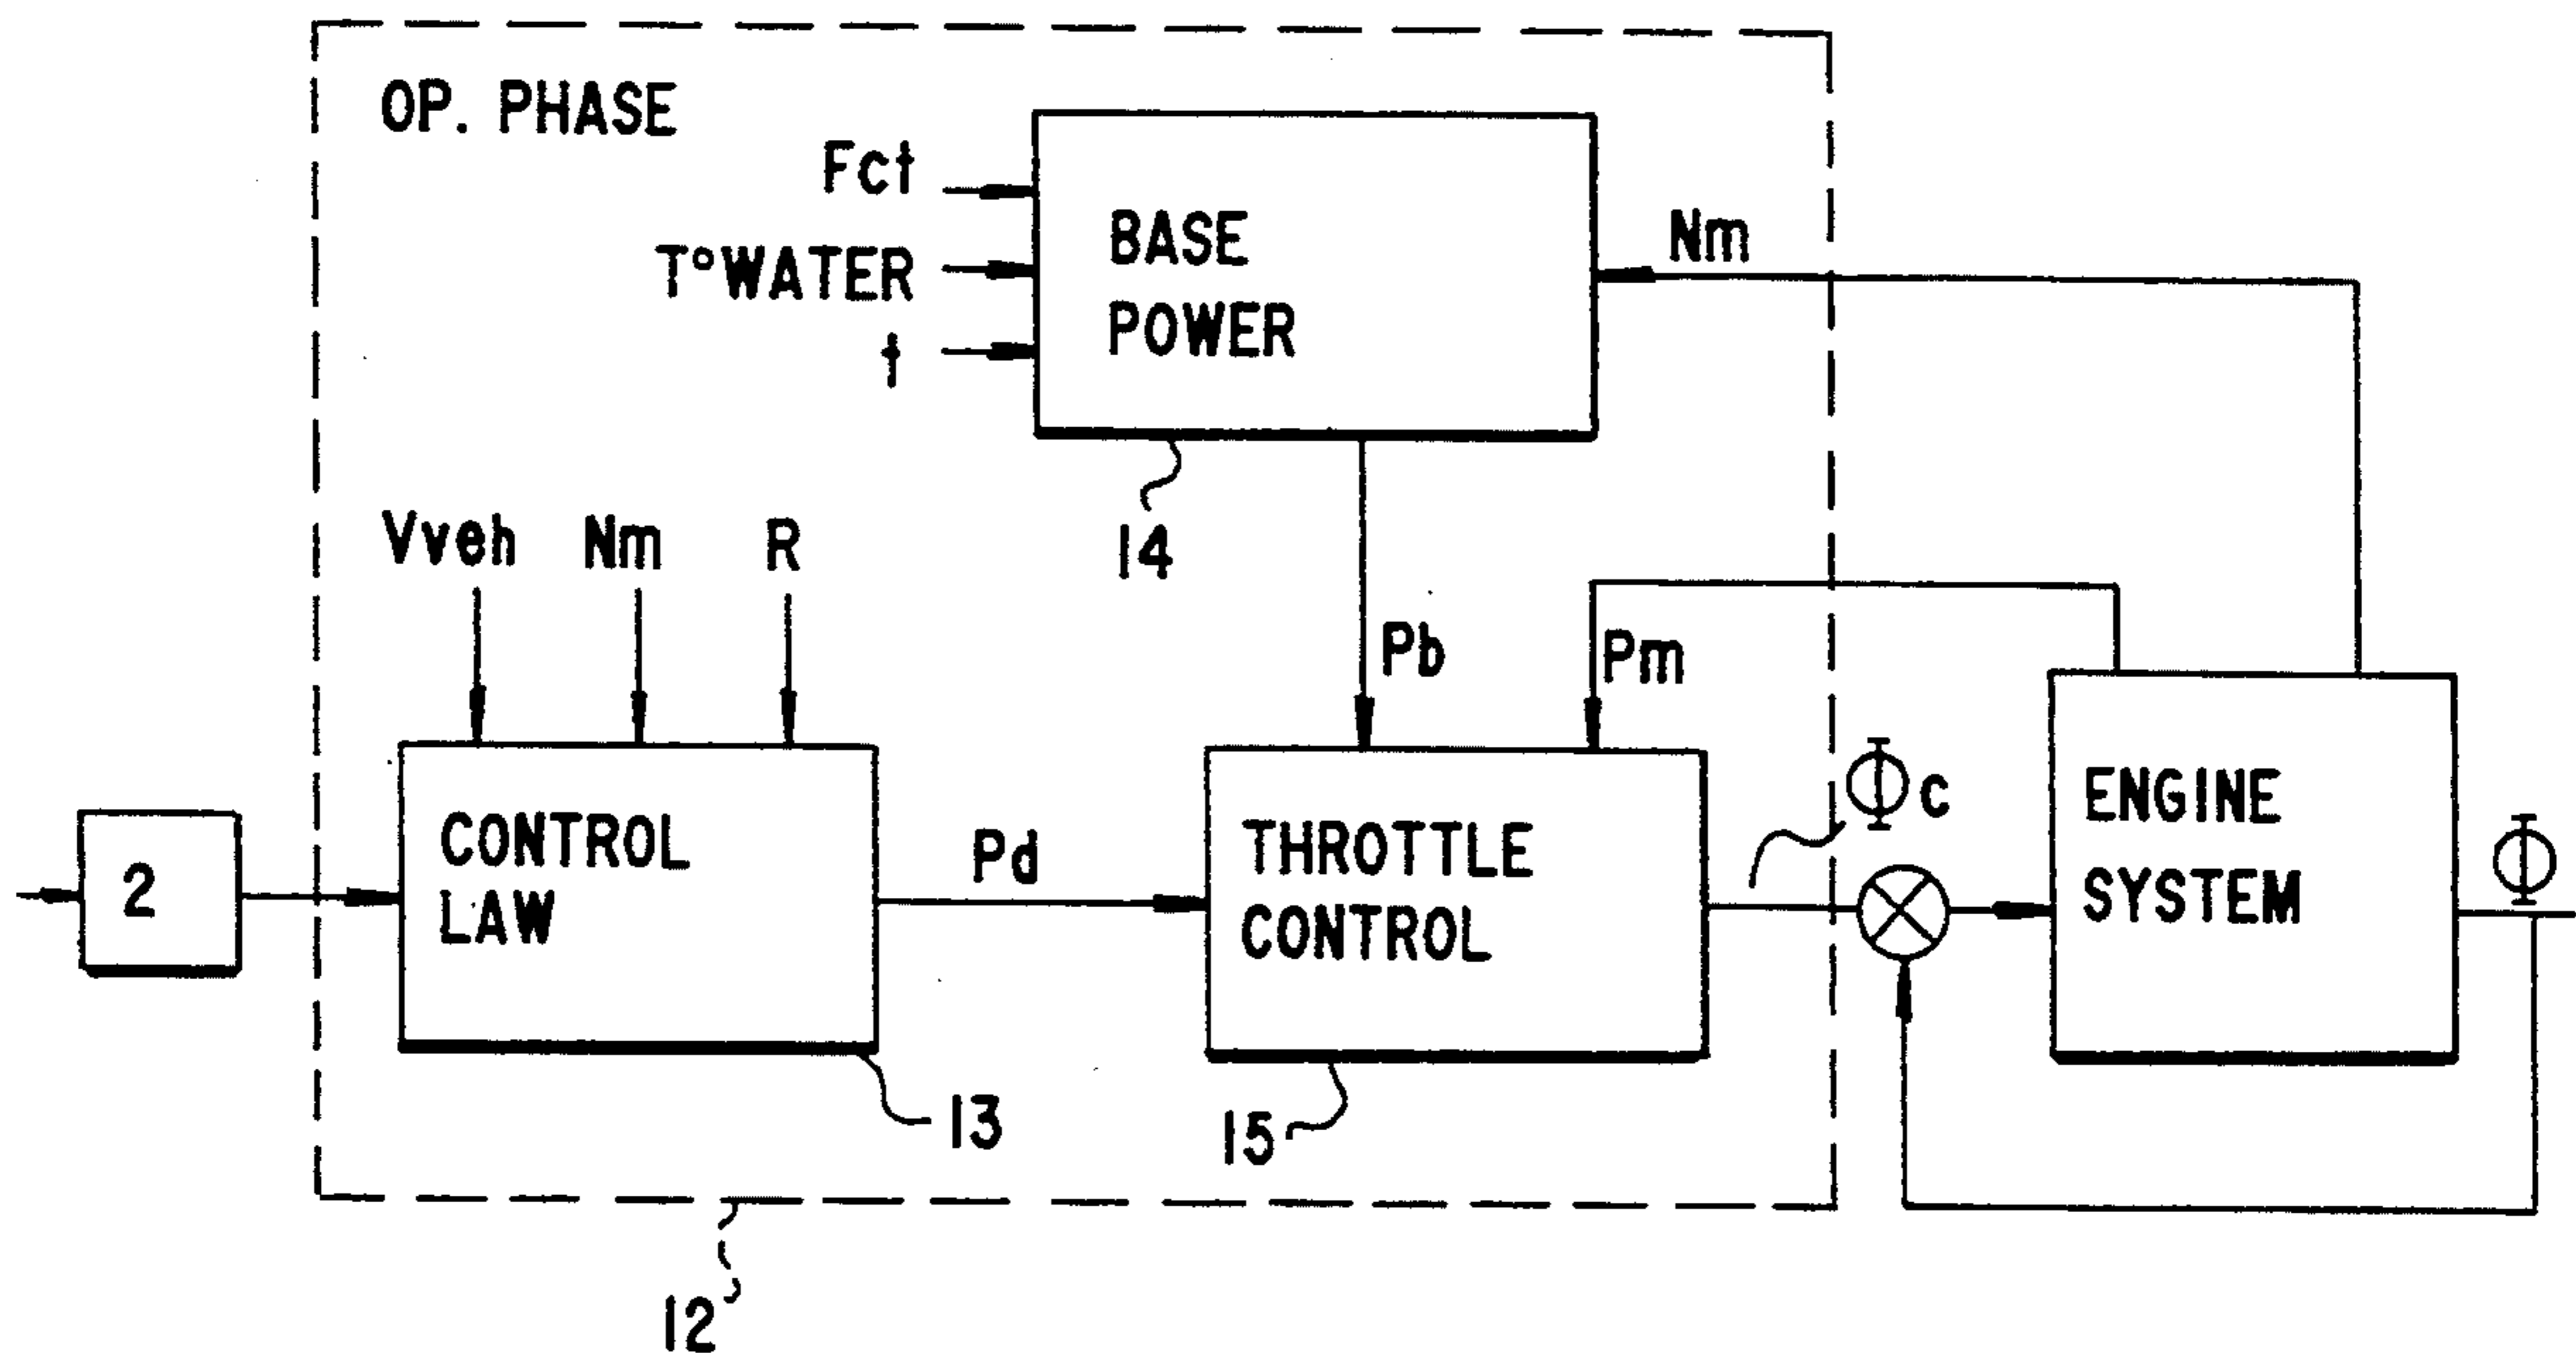 OP. PHASE
Fct
T°WATER
t
BASE
POWER
Nm
14
Vveh
Nm
R
Pb
Pm
2
CONTROL
LAW
Pd
THROTTLE
CONTROL
Φc
ENGINE
SYSTEM
Φ
13
15
12